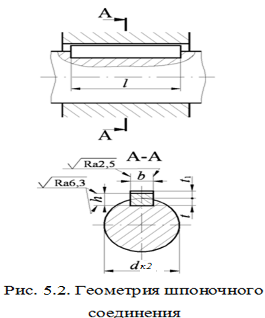 А
l
А
Ra2,5
А-А
b
Ra6,3
h
t₁
t
dк2
Рис. 5.2. Геометрия шпоночного
соединения